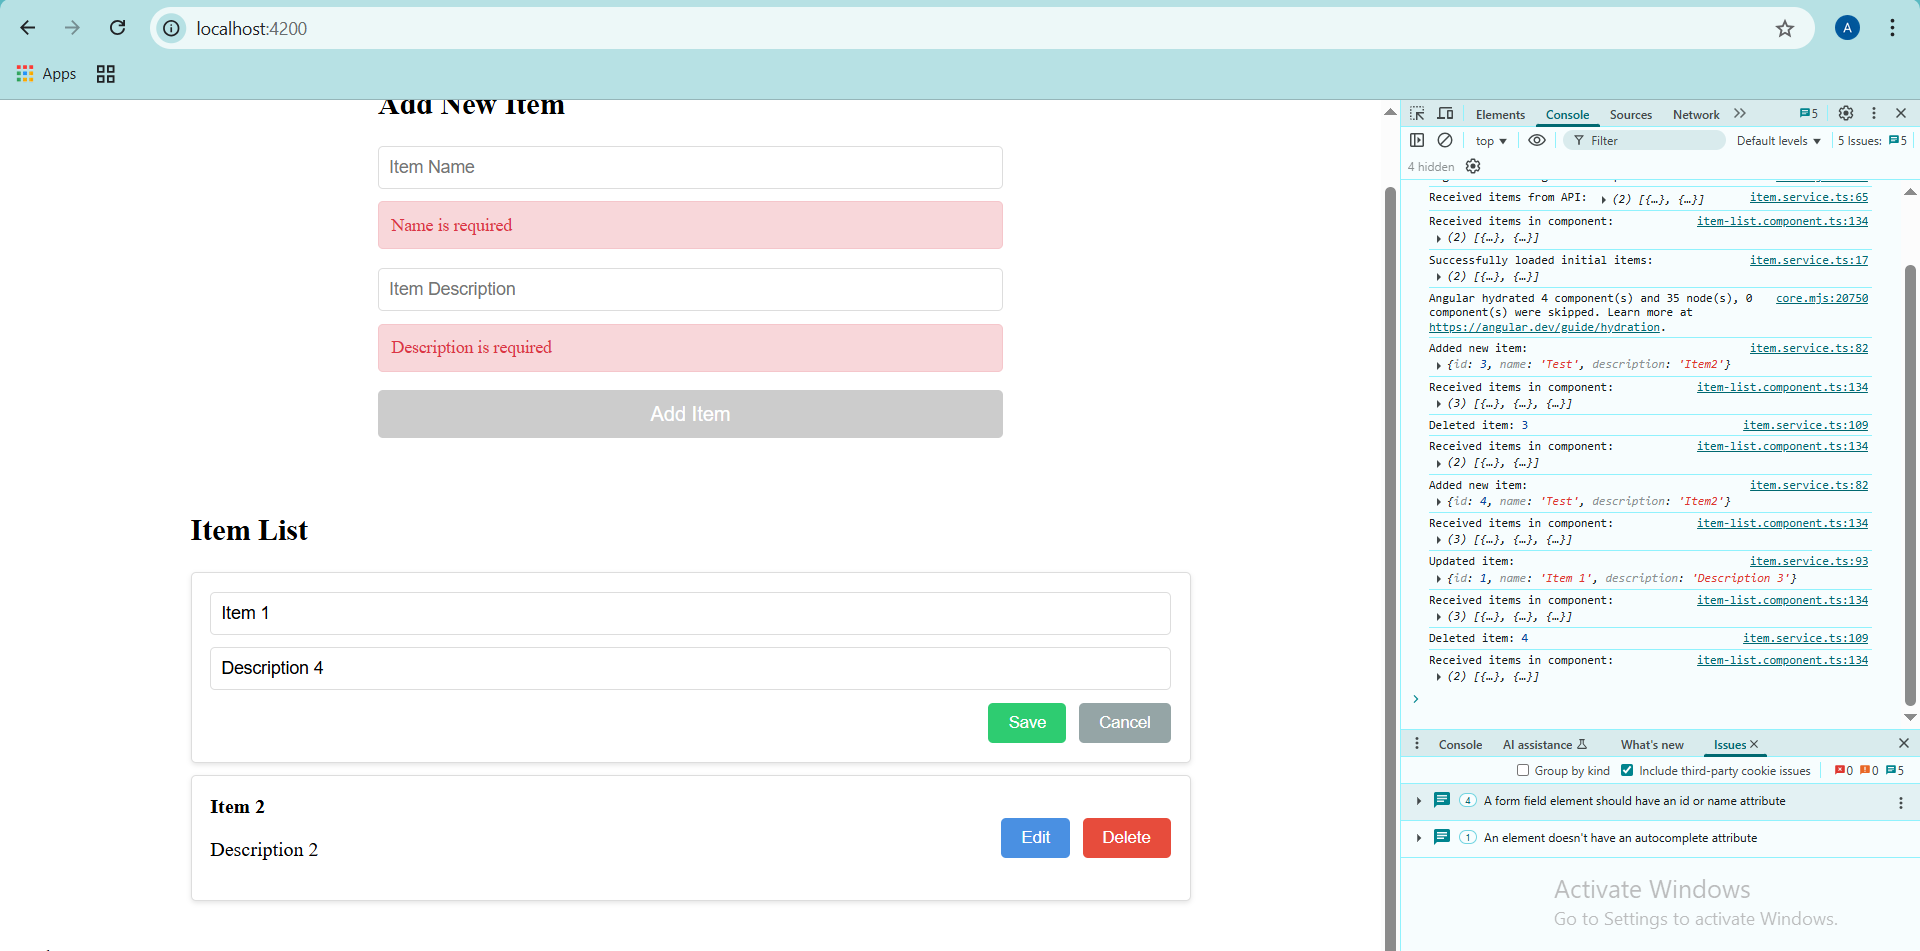 localhost:4200
A
Apps
Add New Item
Item Name
Name is required
Item Description
Description is required
Add Item
Item List
Item 1
Description 4
Save Cancel
Item 2
Description 2
Edit Delete
Elements Console Sources Network 5
top Filter Default levels 5 Issues: 5
4 hidden
Received items from API: (2) [{…}, {…}] item.service.ts:65
Received items in component: item-list.component.ts:134
(2) [{…}, {…}]
Successfully loaded initial items: item.service.ts:17
(2) [{…}, {…}]
Angular hydrated 4 component(s) and 35 node(s), 0 core.mjs:20750
component(s) were skipped. Learn more at
https://angular.dev/guide/hydration.
Added new item: item.service.ts:82
{id: 3, name: 'Test', description: 'Item2'}
Received items in component: item-list.component.ts:134
(3) [{…}, {…}, {…}]
Deleted item: 3 item.service.ts:109
Received items in component: item-list.component.ts:134
(2) [{…}, {…}]
Added new item: item.service.ts:82
{id: 4, name: 'Test', description: 'Item2'}
Received items in component: item-list.component.ts:134
(3) [{…}, {…}, {…}]
Updated item: item.service.ts:93
{id: 1, name: 'Item 1', description: 'Description 3'}
Received items in component: item-list.component.ts:134
(3) [{…}, {…}, {…}]
Deleted item: 4 item.service.ts:109
Received items in component: item-list.component.ts:134
(2) [{…}, {…}]
Console AI assistance What's new Issues
Group by kind Include third-party cookie issues 0 0 5
4 A form field element should have an id or name attribute
1 An element doesn't have an autocomplete attribute
Activate Windows
Go to Settings to activate Windows.